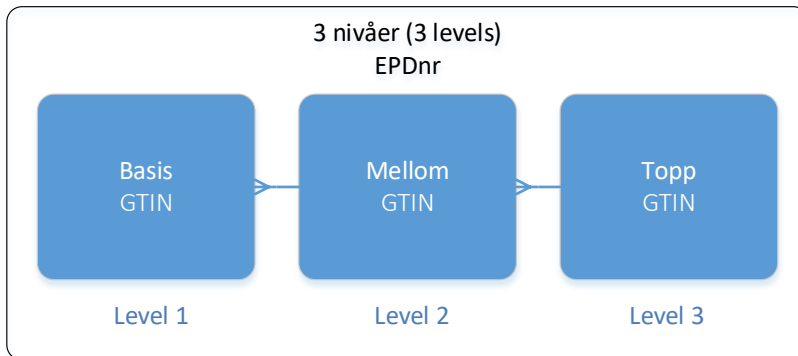 3 nivåer (3 levels)
EPDnr
Basis
GTIN
Mellom
GTIN
Topp
GTIN
Level 1
Level 2
Level 3